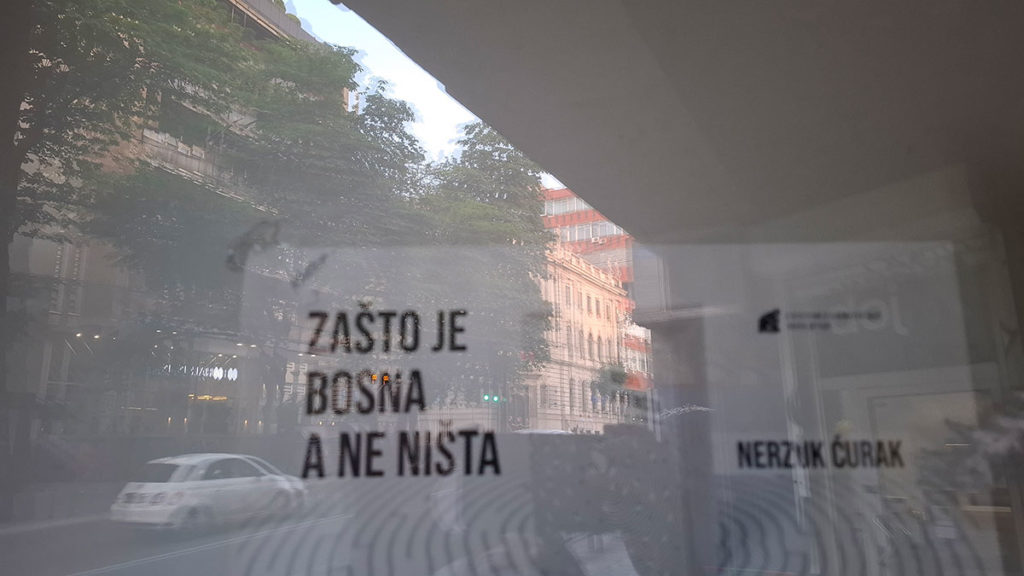 ZAŠTO JE
BOSNA
A NE NIŠTA
NERZUK ĆURAK